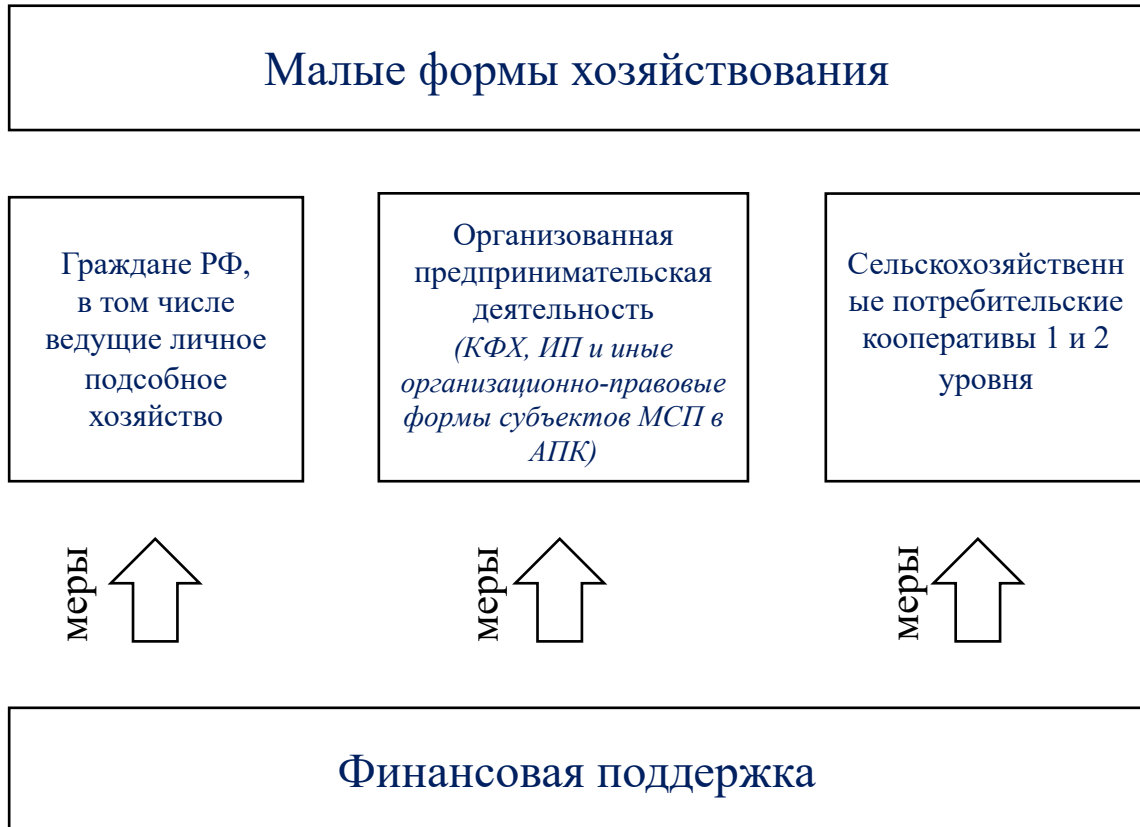 Малые формы хозяйствования
Граждане РФ,
в том числе
ведущие личное
подсобное
хозяйство
Организованная
предпринимательская
деятельность
(КФХ, ИП и иные
организационно-правовые
формы субъектов МСП в
АПК)
Сельскохозяйственн
ые потребительские
кооперативы 1 и 2
уровня
меры
меры
меры
Финансовая поддержка